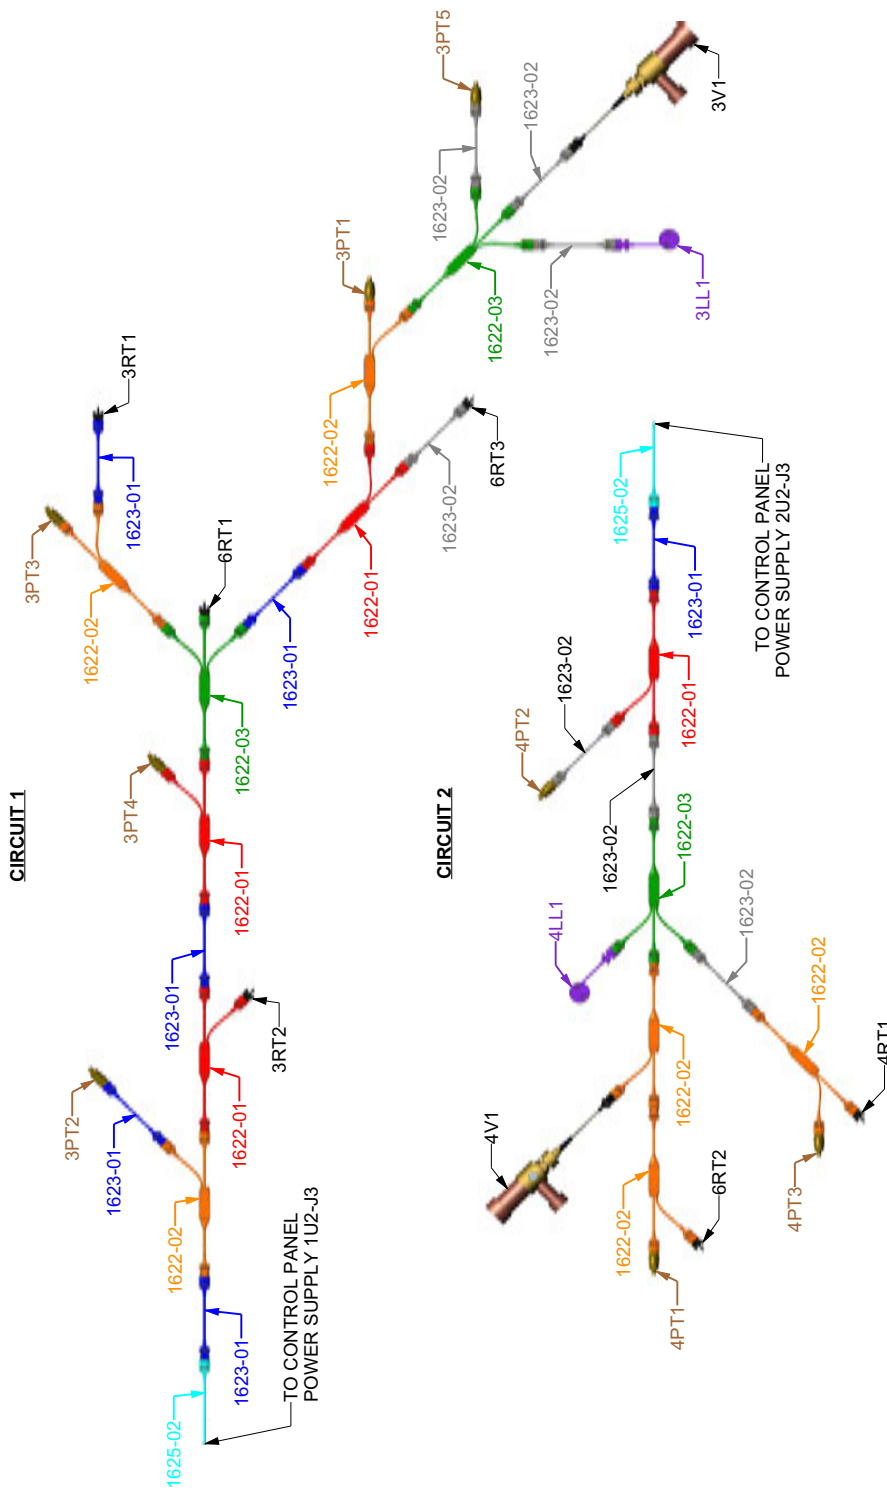 CIRCUIT 1
1625-02
TO CONTROL PANEL
POWER SUPPLY 1U2-J3
1623-01
1622-02
1623-01
3PT2
1622-01
3RT2
1623-01
1622-01
3PT4
1622-03
6RT1
1622-02
3PT3
1623-01
3RT1
1623-01
1622-01
1623-02
6RT3
1622-02
3PT1
1622-03
1623-02
3PT5
1623-02
3V1
1623-02
3LL1
CIRCUIT 2
4PT1
1622-02
6RT2
4V1
1622-02
4LL1
1622-03
1623-02
1622-02
4PT3
4RT1
1623-02
4PT2
1623-02
1622-01
1623-01
1625-02
TO CONTROL PANEL
POWER SUPPLY 2U2-J3